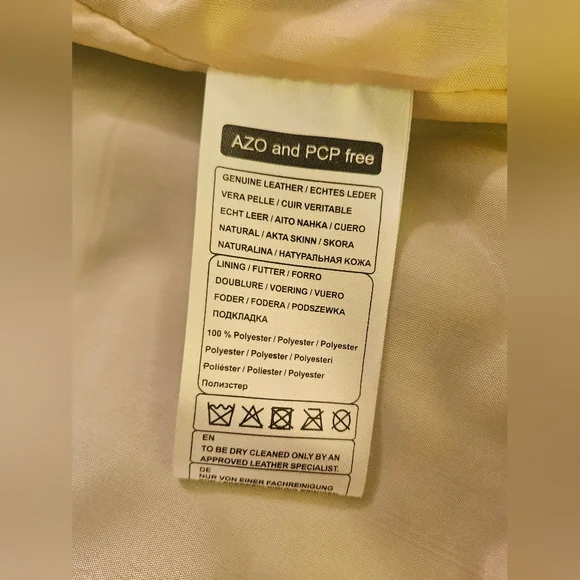 AZO and PCP free
GENUINE LEATHER / ECHTES LEDER
VERA PELLE / CUIR VERITABLE
ECHT LEER / AITO NAHKA / CUERO
NATURAL / AKTA SKINN / SKORA
NATURALINA / НАТУРАЛЬНАЯ КОЖА
LINING / FUTTER / FORRO
DOUBLURE / VOERING / VUERO
FODER / FODERA / PODSZEWKA
ПОДКЛАДКА
100 % Polyester / Polyester / Polyester
Polyester / Polyester / Polyesteri
Poliéster / Poliester / Polyester
Полиэстер
EN
TO BE DRY CLEANED ONLY BY AN
APPROVED LEATHER SPECIALIST.
DE
NUR VON EINER FACHREINIGUNG